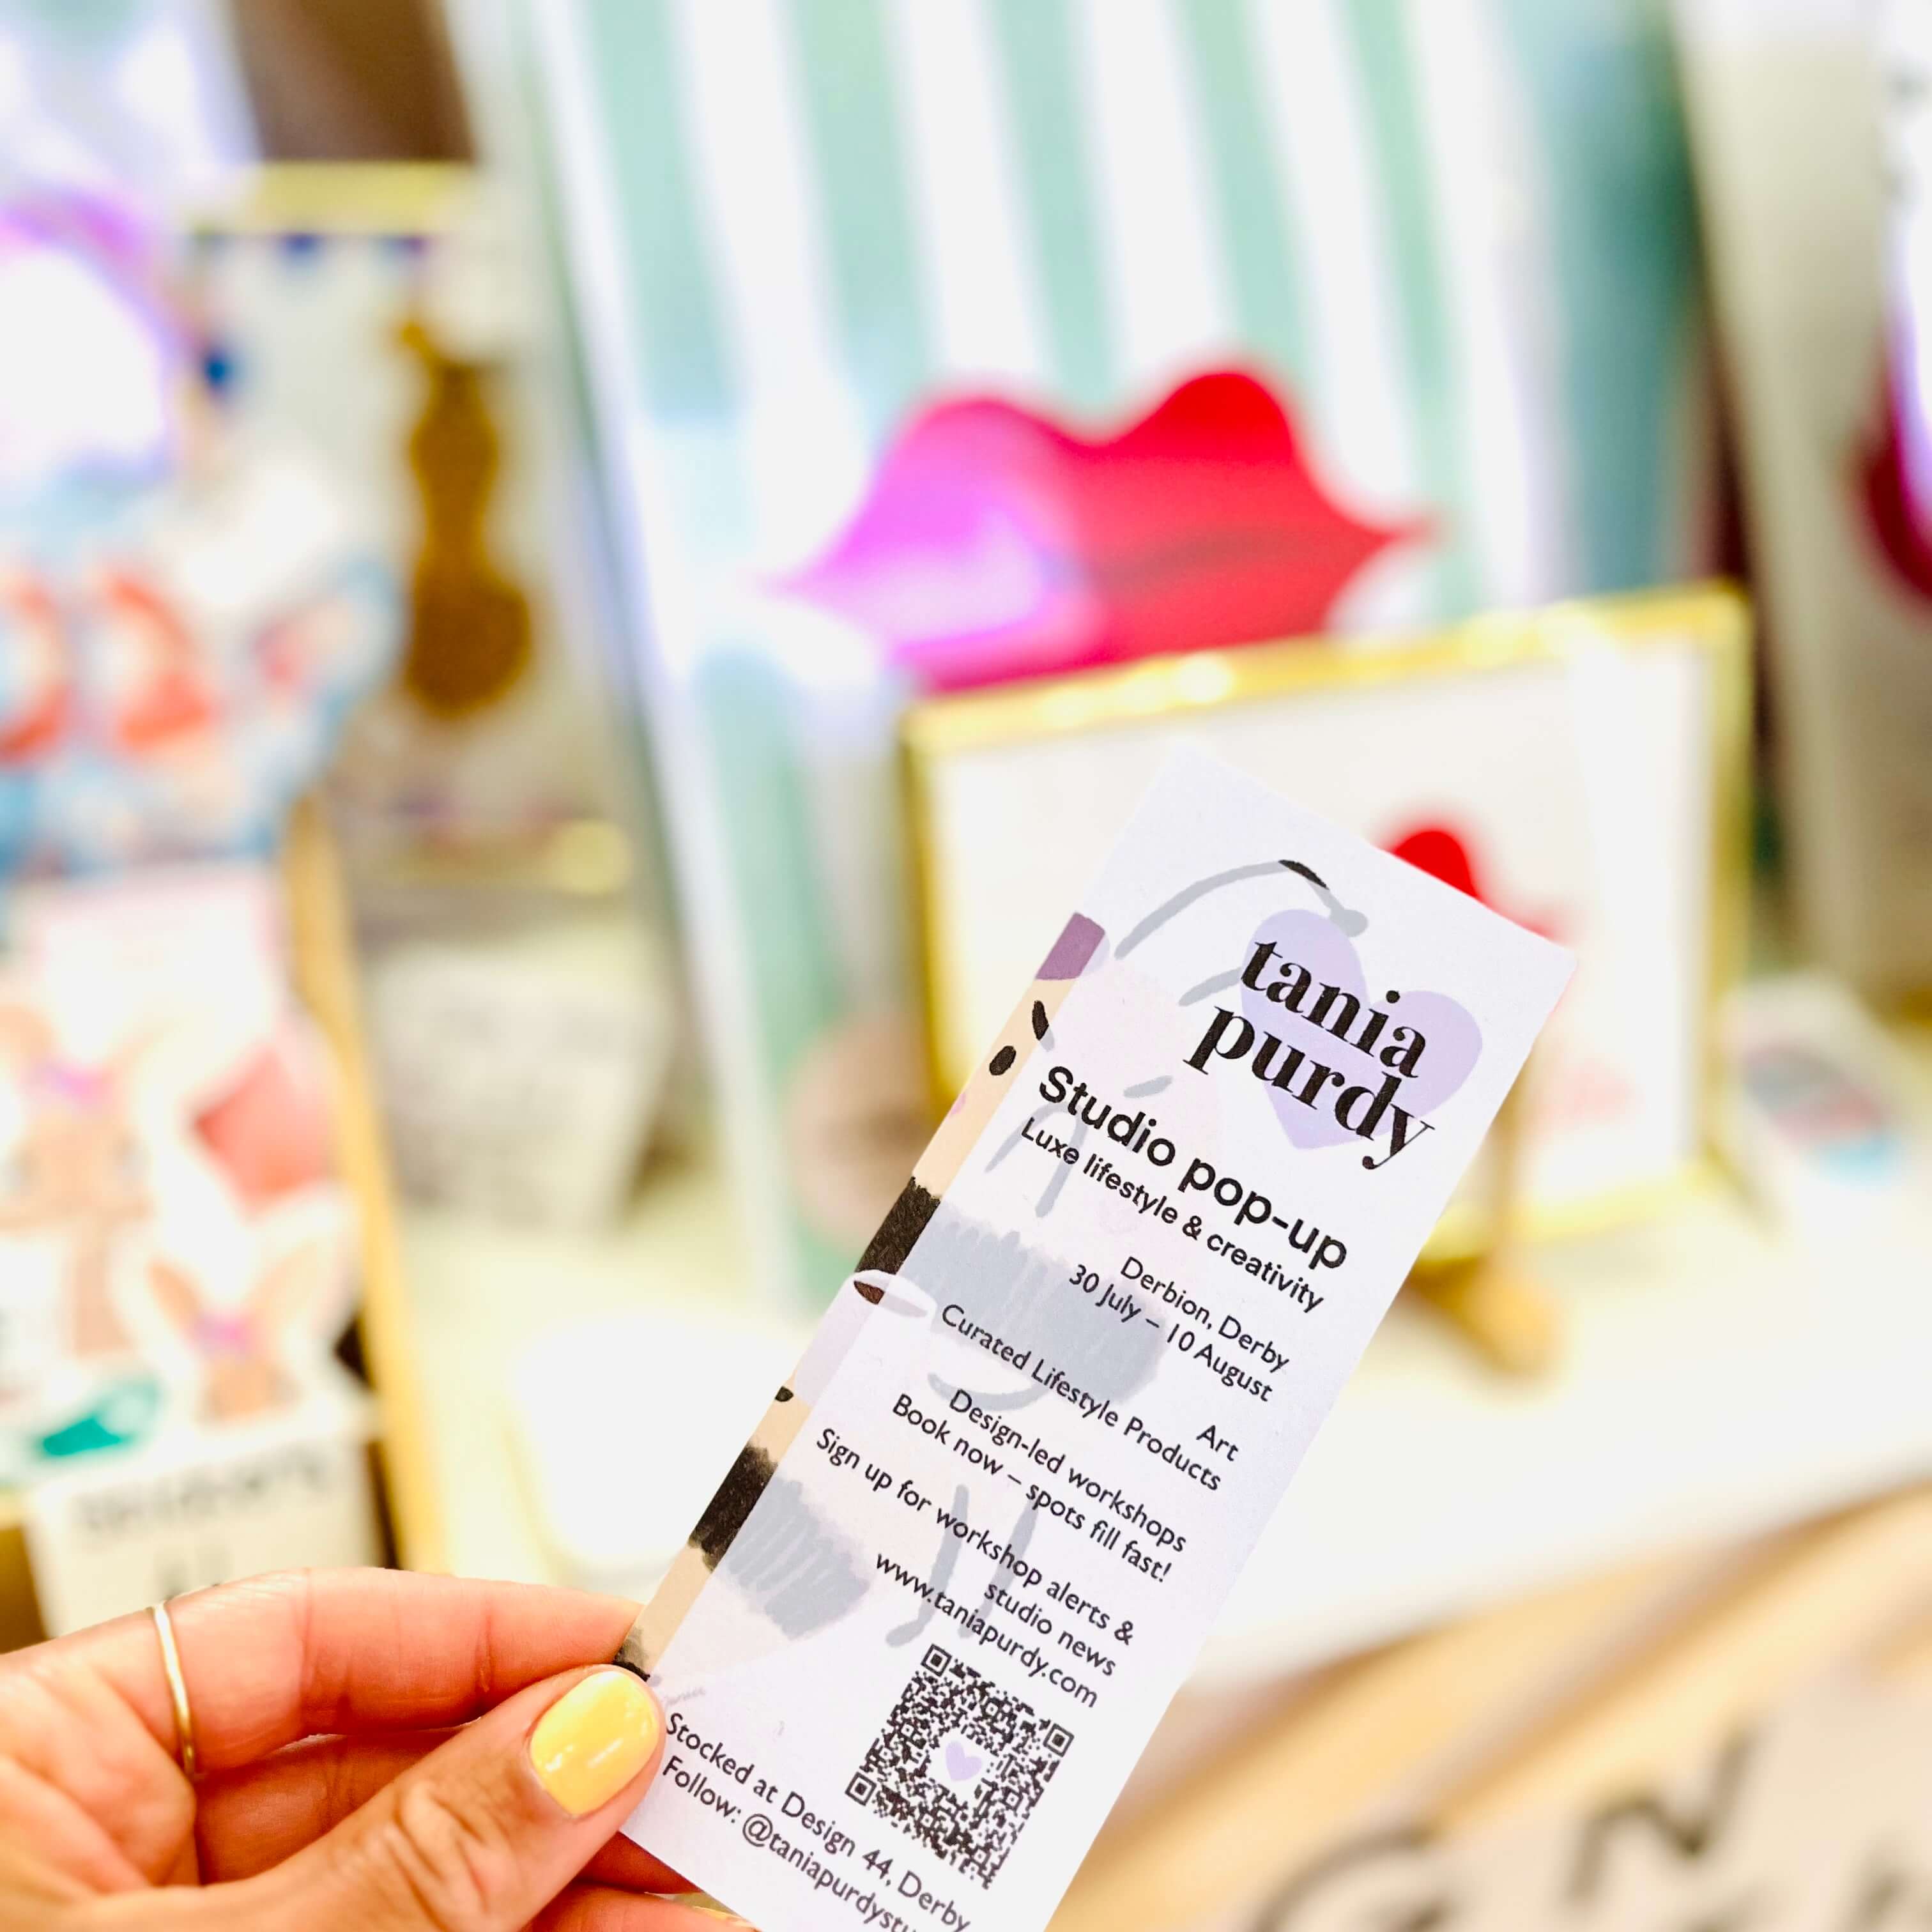 tania
purdy
Studio pop-up
Luxe lifestyle & creativity
Derbion, Derby
30 July – 10 August
Art
Curated Lifestyle Products
Design-led workshops
Book now – spots fill fast!
Sign up for workshop alerts &
studio news
www.taniapurdy.com
Stocked at Design 44, Derby
Follow: @taniapurdystu